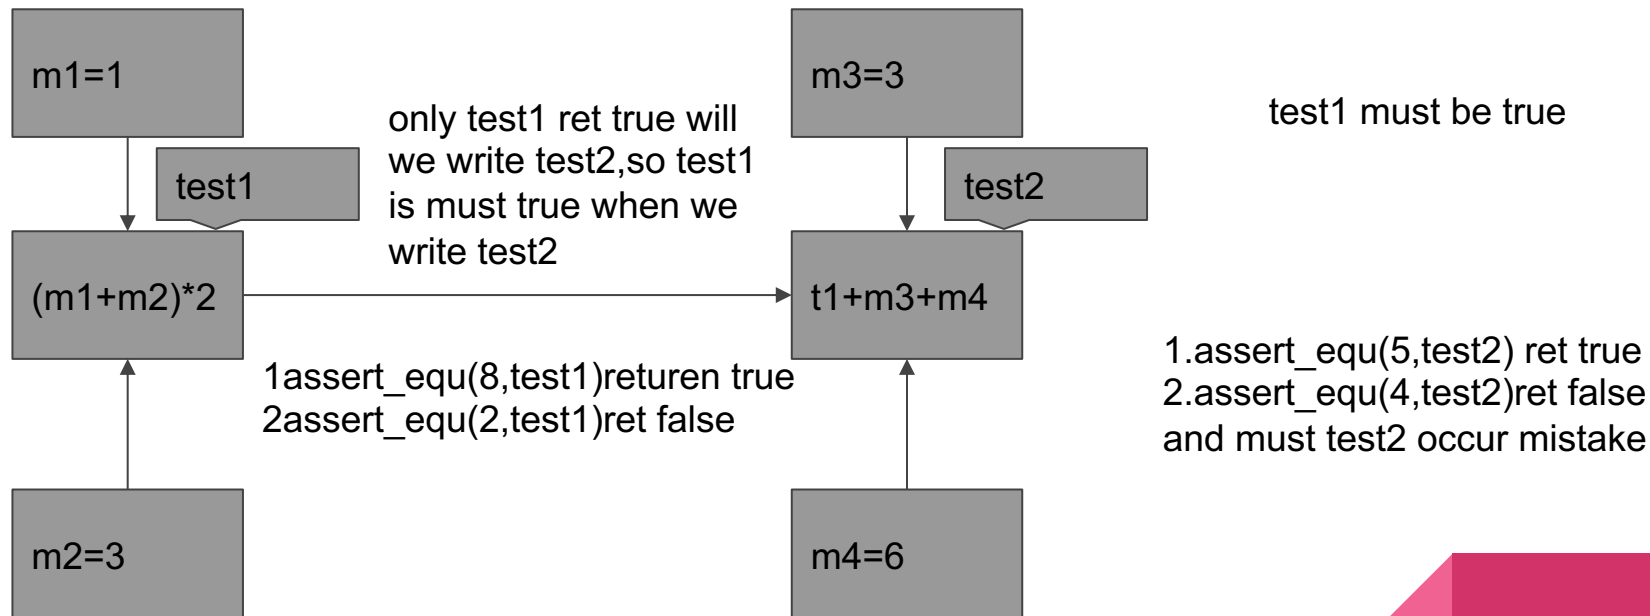 m1=1
m3=3
only test1 ret true will
we write test2,so test1
is must true when we
write test2
test1 must be true
test1
test2
(m1+m2)*2
t1+m3+m4
1assert_equ(8,test1)returen true
2assert_equ(2,test1)ret false
1.assert_equ(5,test2) ret true
2.assert_equ(4,test2)ret false
and must test2 occur mistake
m2=3
m4=6